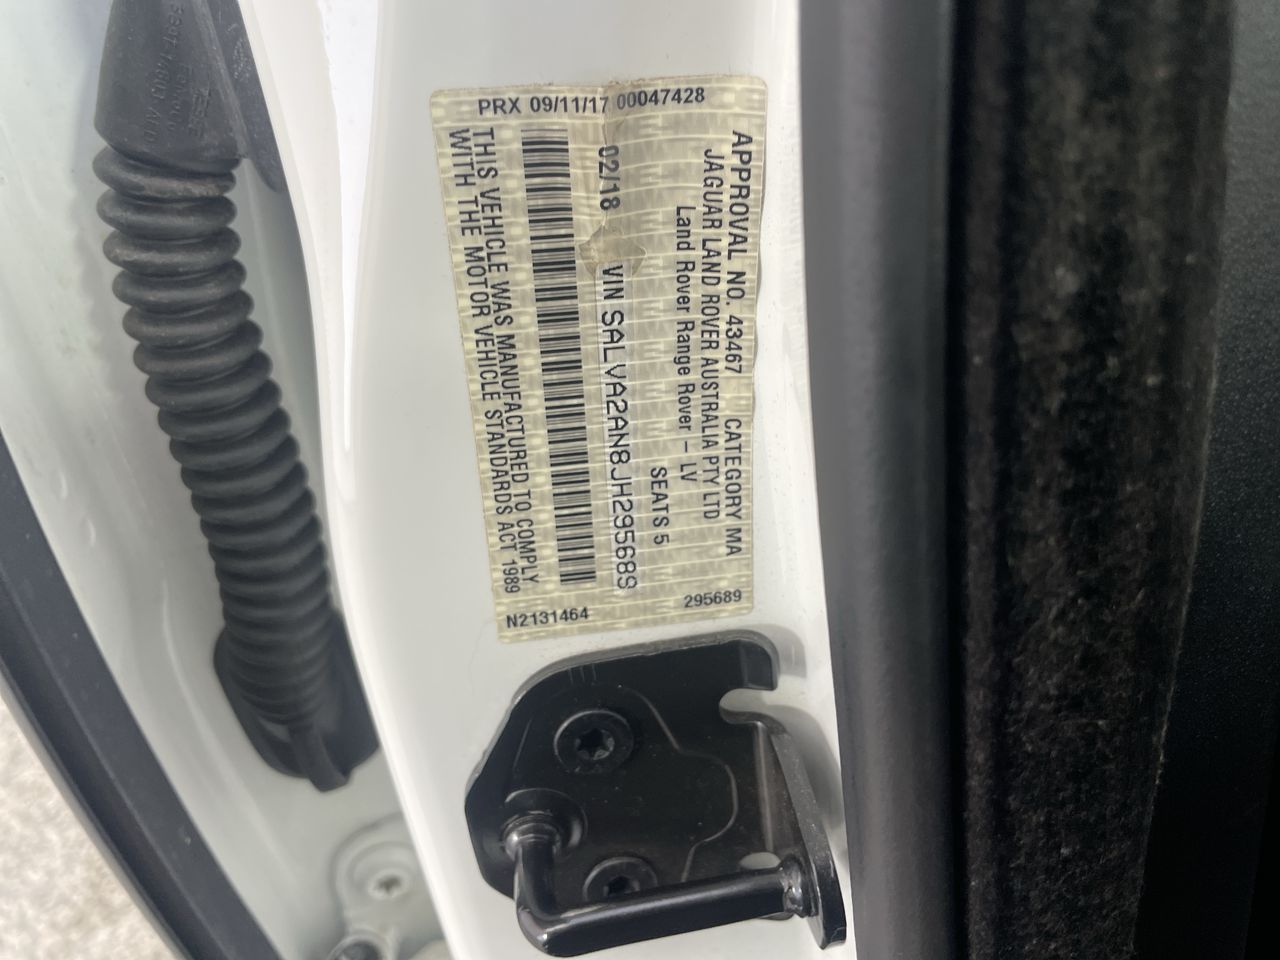 PRX 09/11/17 00047428
APPROVAL NO. 43467 CATEGORY MA
JAGUAR LAND ROVER AUSTRALIA PTY LTD
Land Rover Range Rover - LV
SEATS 5
02/18 VIN SALVA2AN8JH295689
THIS VEHICLE WAS MANUFACTURED TO COMPLY
WITH THE MOTOR VEHICLE STANDARDS ACT 1989
N2131464 295689